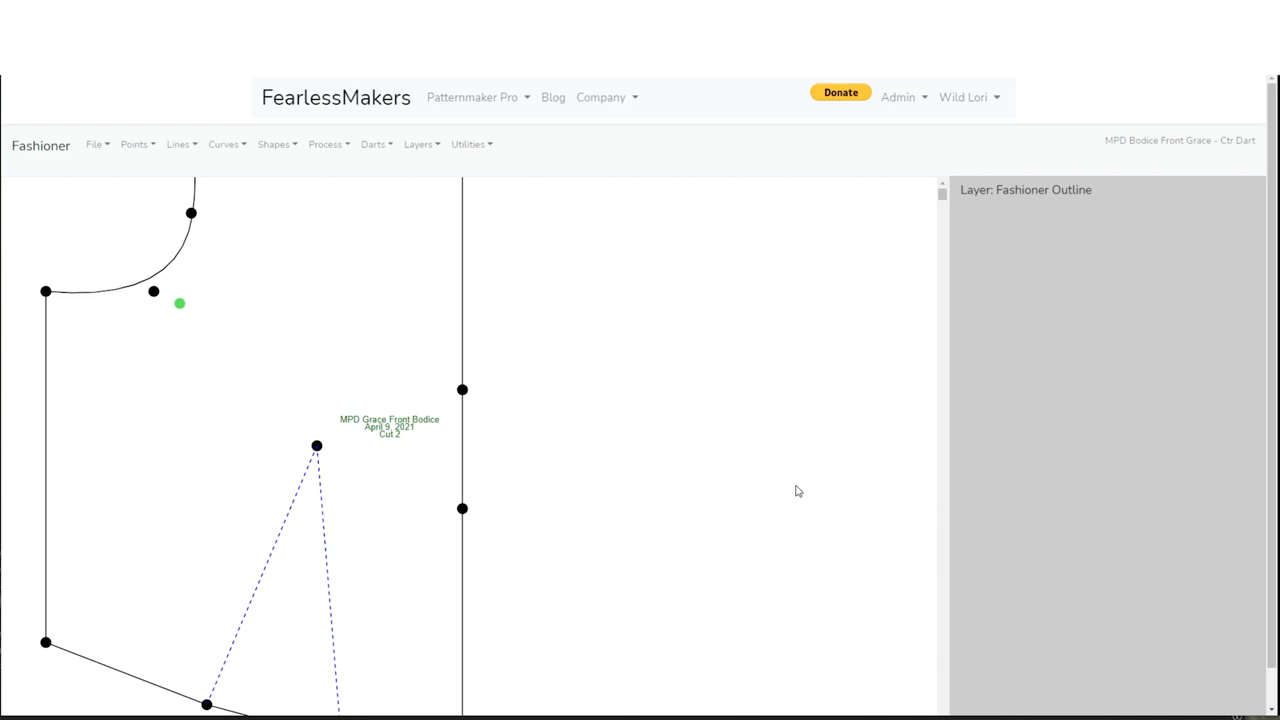 FearlessMakers Patternmaker Pro Blog Company Donate Admin Wild Lori
Fashioner File Points Lines Curves Shapes Process Darts Layers Utilities MPD Bodice Front Grace - Ctr Dart
Layer: Fashioner Outline
MPD Grace Front Bodice
April 9, 2021
Cut 2